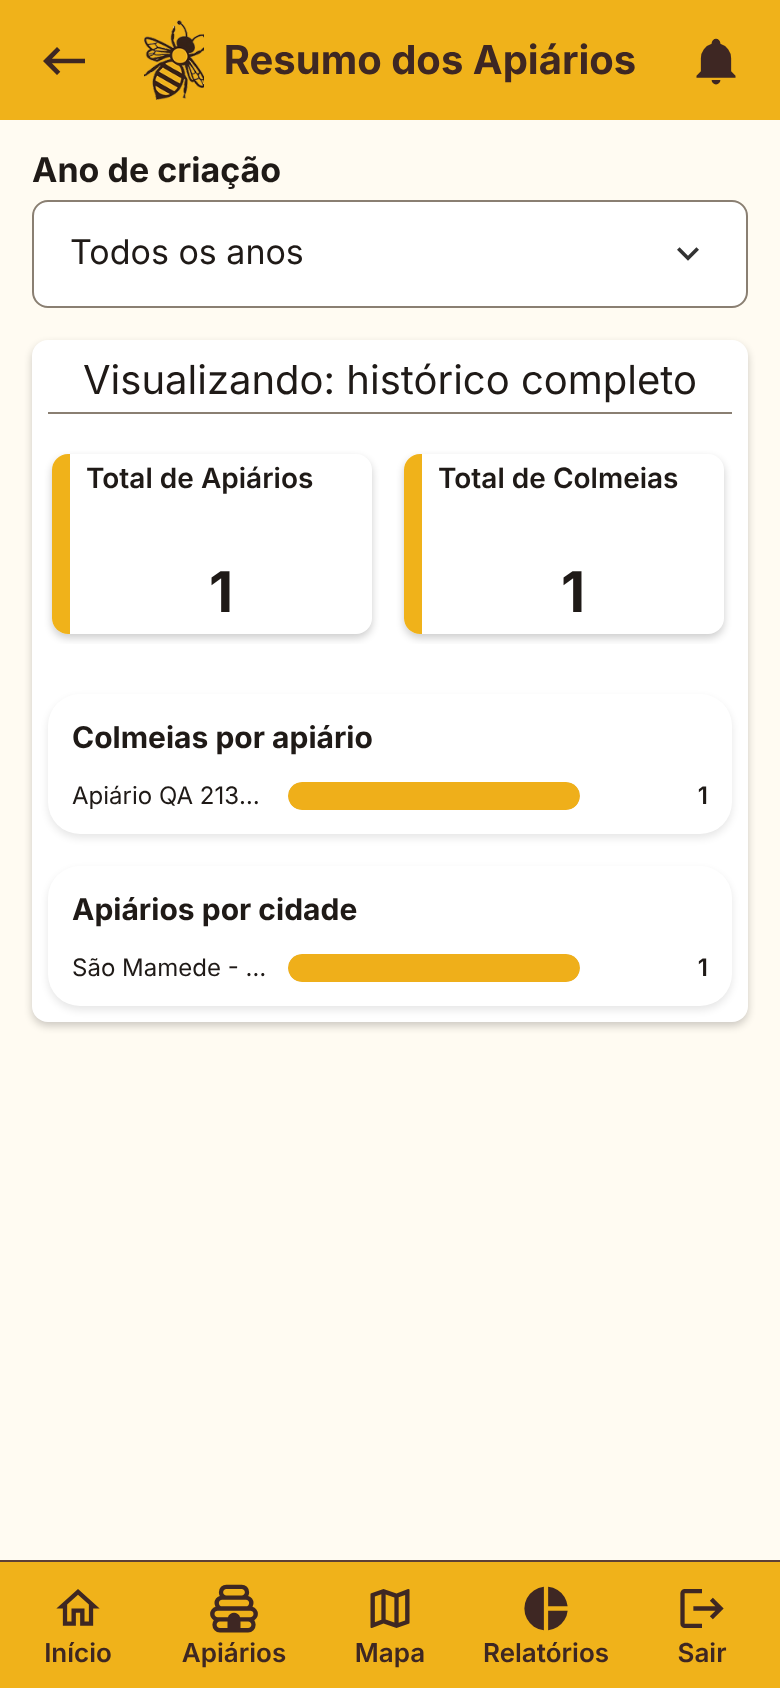 Resumo dos Apiários
Ano de criação
Todos os anos
Visualizando: histórico completo
Total de Apiários
1
Total de Colmeias
1
Colmeias por apiário
Apiário QA 213... 1
Apiários por cidade
São Mamede - ... 1
Início
Apiários
Mapa
Relatórios
Sair